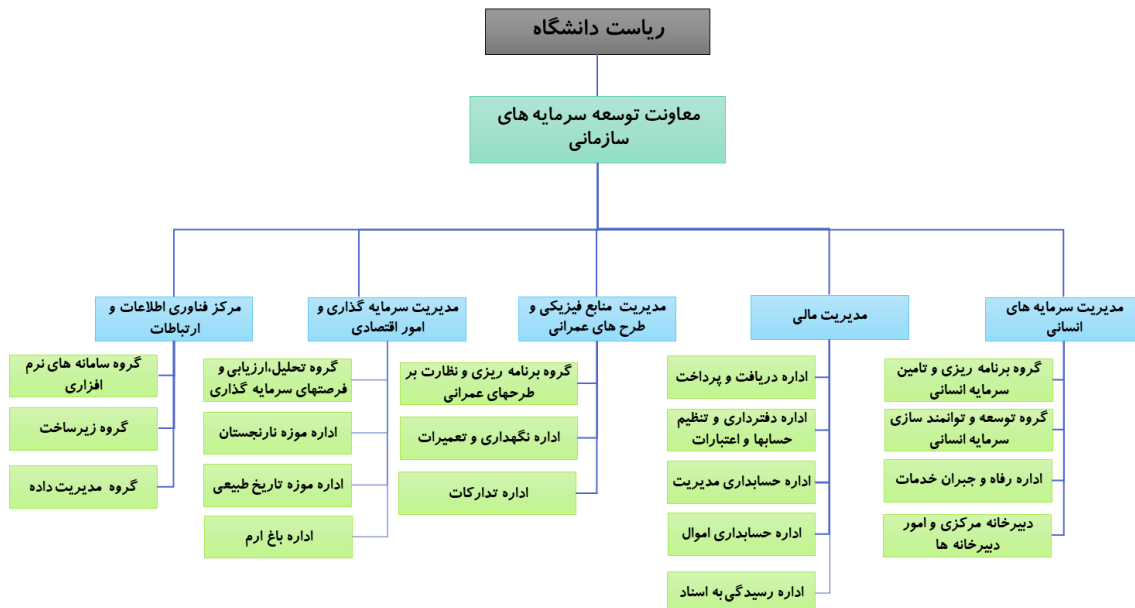 ریاست دانشگاه
معاونت توسعه سرمایه های
سازمانی
مدیریت سرمایه های
انسانی
گروه برنامه ریزی و تامین
سرمایه انسانی
گروه توسعه و توانمند سازی
سرمایه انسانی
اداره رفاه و جبران خدمات
دبیرخانه مرکزی و امور
دبیرخانه ها
مدیریت مالی
اداره دریافت و پرداخت
اداره دفترداری و تنظیم
حسابها و اعتبارات
اداره حسابداری مدیریت
اداره حسابداری اموال
اداره رسیدگی به اسناد
مدیریت منابع فیزیکی و
طرح های عمرانی
گروه برنامه ریزی و نظارت بر
طرحهای عمرانی
اداره نگهداری و تعمیرات
اداره تدارکات
مدیریت سرمایه گذاری و
امور اقتصادی
گروه تحلیل،ارزیابی و
فرصتهای سرمایه گذاری
اداره موزه نارنجستان
اداره موزه تاریخ طبیعی
اداره باغ ارم
مرکز فناوری اطلاعات و
ارتباطات
گروه سامانه های نرم
افزاری
گروه زیرساخت
گروه مدیریت داده